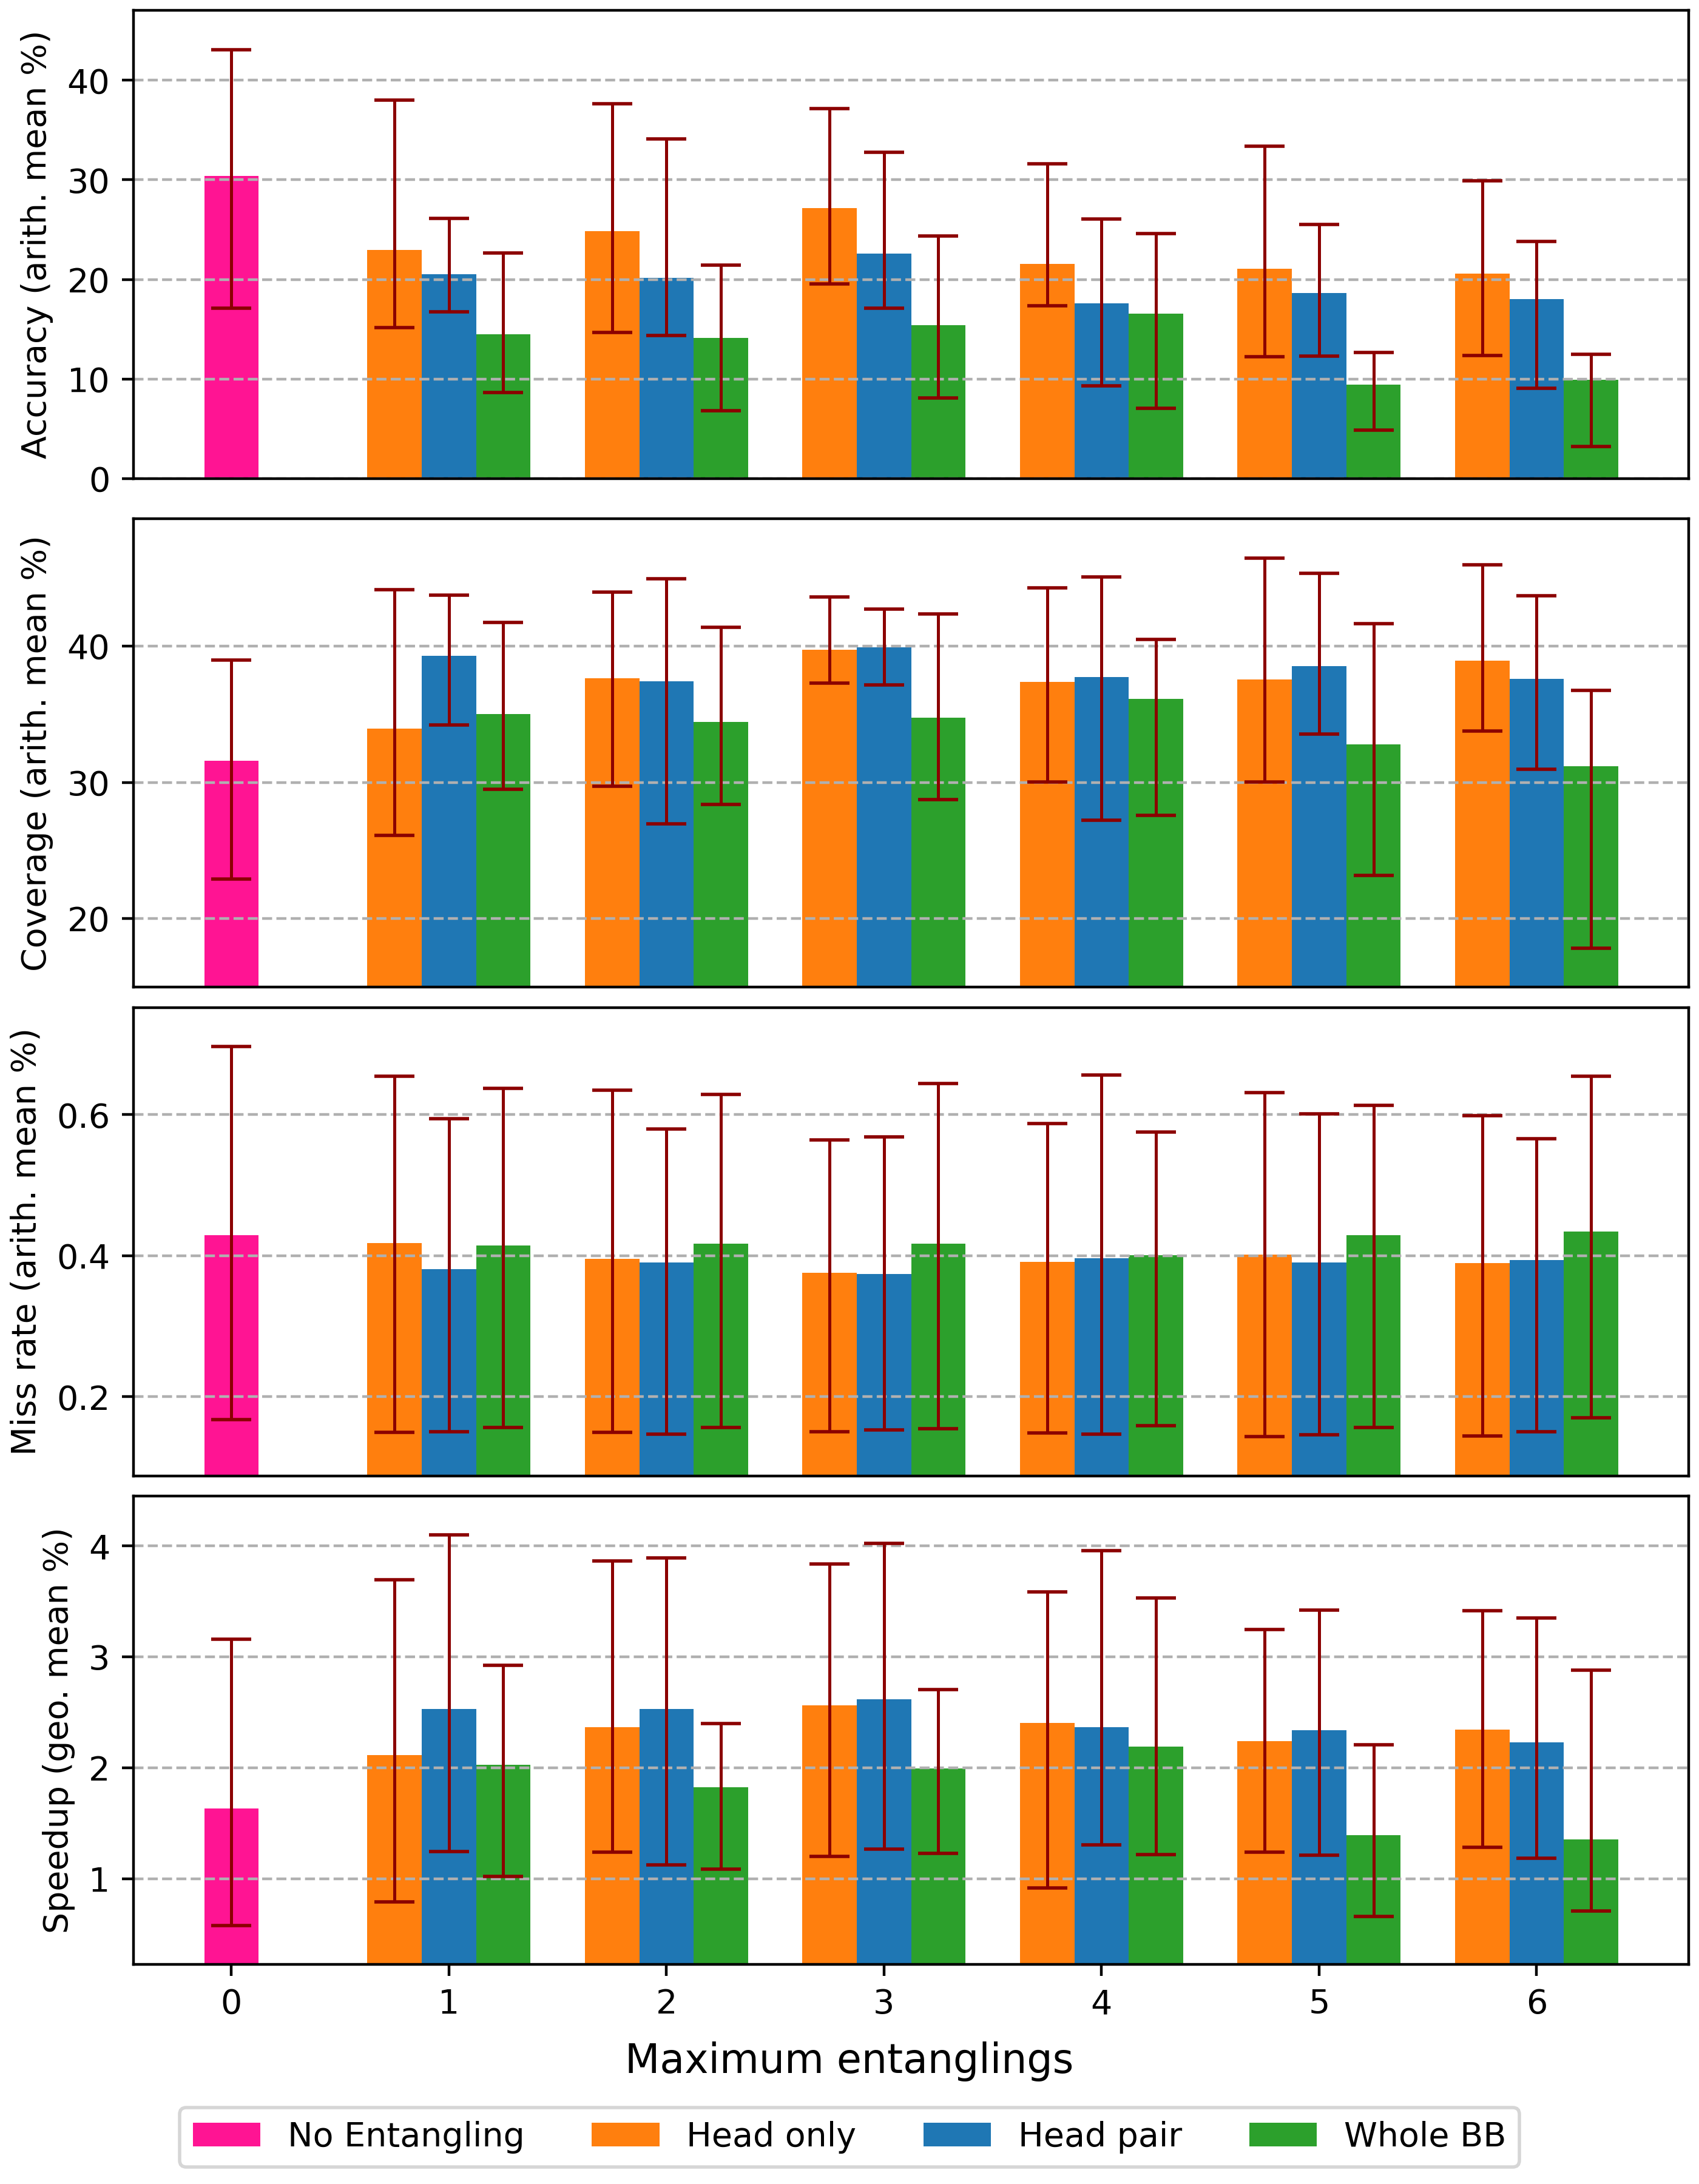 Accuracy (arith. mean %)
40
30
20
10
0
Coverage (arith. mean %)
40
30
20
Miss rate (arith. mean %)
0.6
0.4
0.2
Speedup (geo. mean %)
4
3
2
1
0 1 2 3 4 5 6
Maximum entanglings
No Entangling Head only Head pair Whole BB